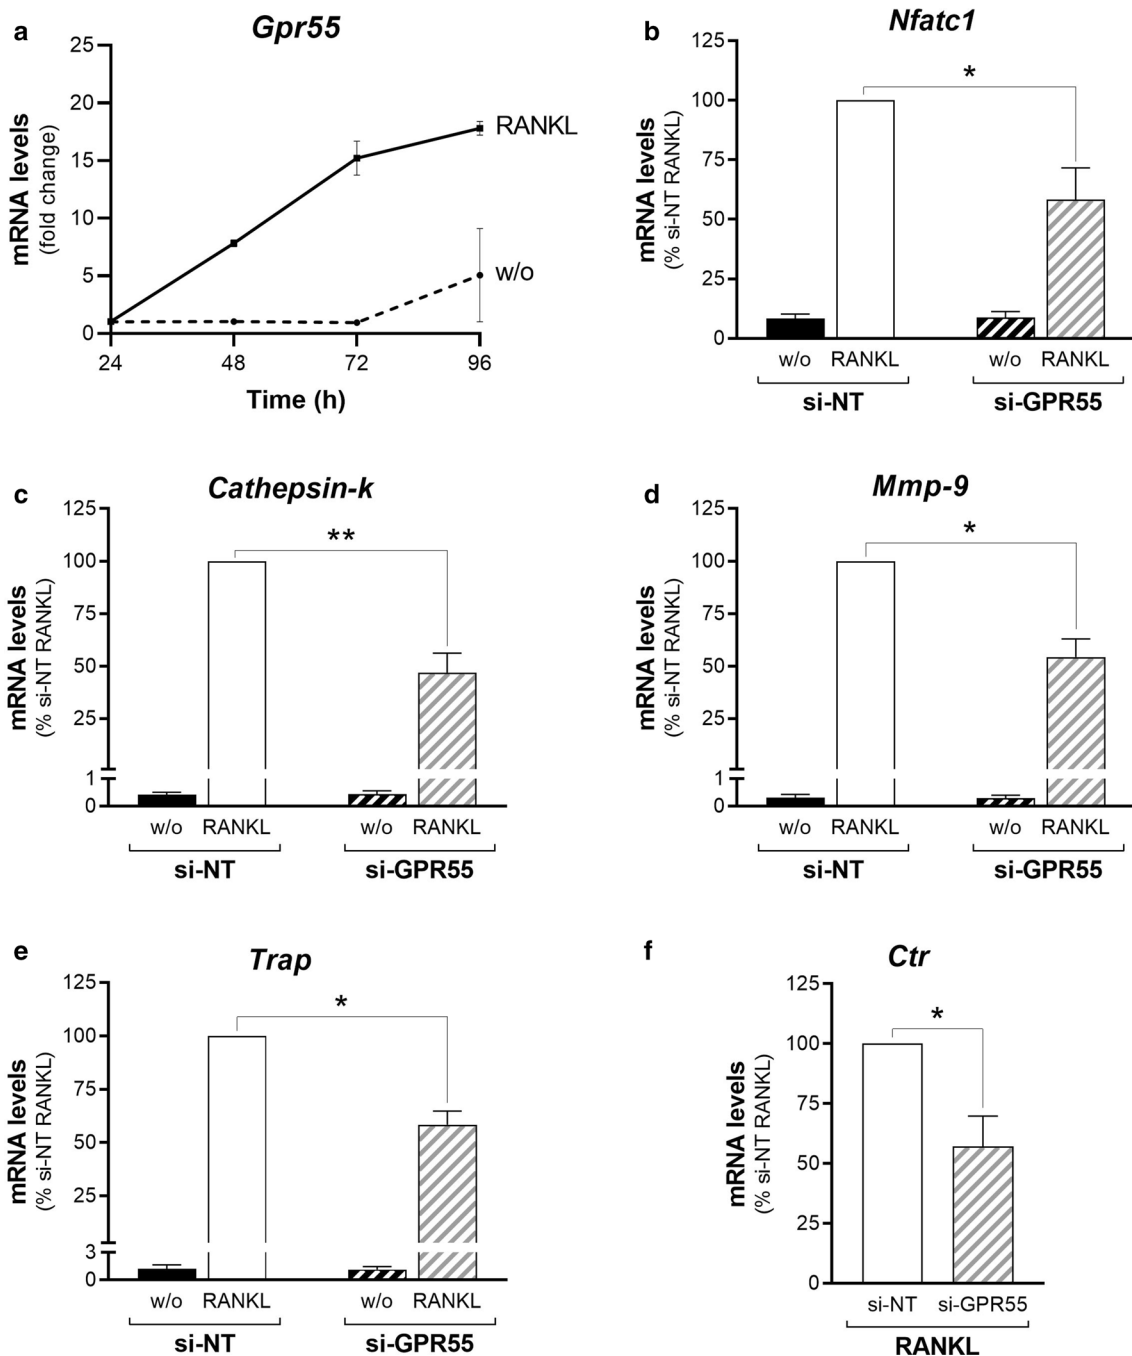 a
Gpr55
mRNA levels
(fold change)
25
20
15
10
5
0
RANKL
w/o
24 48 72 96
Time (h)
b
Nfatc1
mRNA levels
(% si-NT RANKL)
125
100
75
50
25
0
*
w/o RANKL w/o RANKL
si-NT si-GPR55
c
Cathepsin-k
mRNA levels
(% si-NT RANKL)
125
100
75
50
25
1
0
**
w/o RANKL w/o RANKL
si-NT si-GPR55
d
Mmp-9
mRNA levels
(% si-NT RANKL)
125
100
75
50
25
1
0
*
w/o RANKL w/o RANKL
si-NT si-GPR55
e
Trap
mRNA levels
(% si-NT RANKL)
125
100
75
50
25
3
0
*
w/o RANKL w/o RANKL
si-NT si-GPR55
f
Ctr
mRNA levels
(% si-NT RANKL)
125
100
75
50
25
0
*
si-NT si-GPR55
RANKL